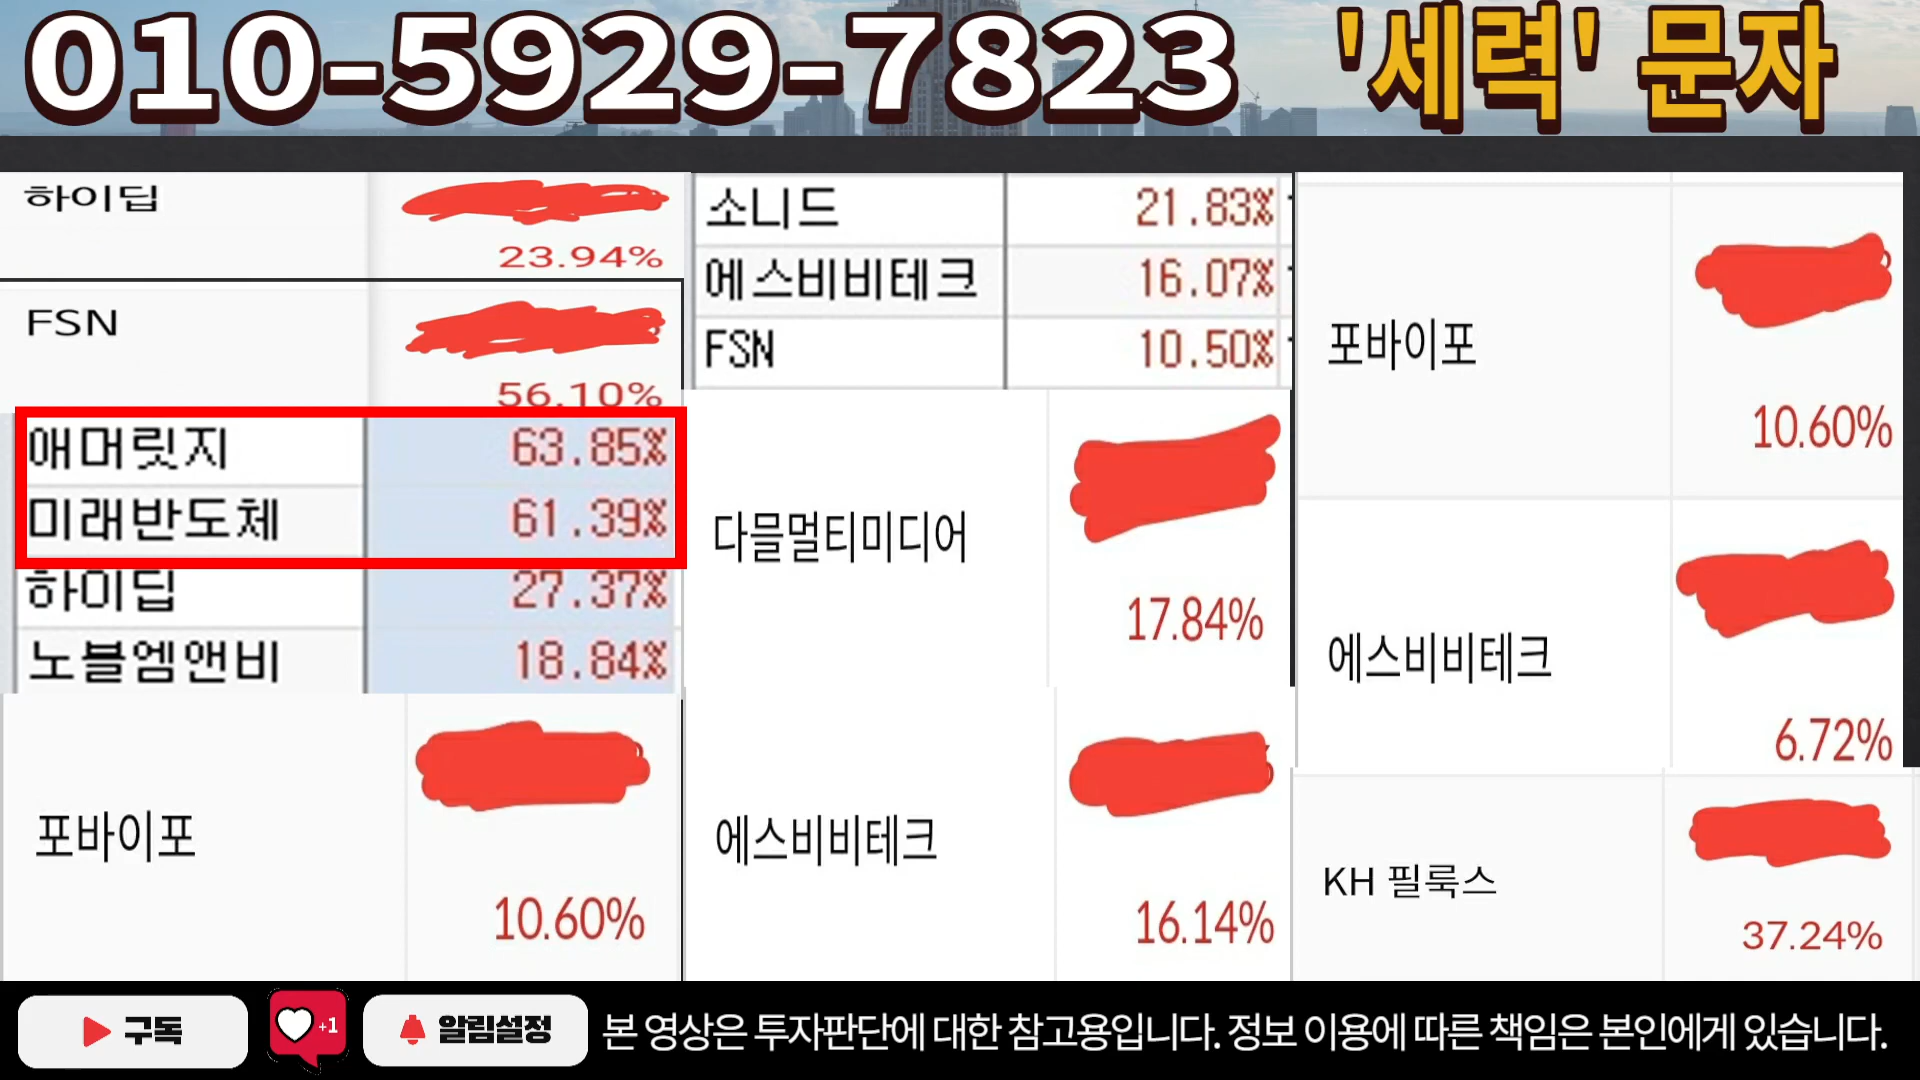 010-5929-7823 '세력' 문자
하이딥
23.94%
FSN
56.10%
애머릿지 63.85%
미래반도체 61.39%
하이딥 27.37%
노블엠앤비 18.84%
포바이포
10.60%
소니드 21.83%
에스비비테크 16.07%
FSN 10.50%
다믈멀티미디어
17.84%
에스비비테크
16.14%
포바이포
10.60%
에스비비테크
6.72%
KH 필룩스
37.24%
구독 +1 알림설정 본 영상은 투자판단에 대한 참고용입니다. 정보 이용에 따른 책임은 본인에게 있습니다.